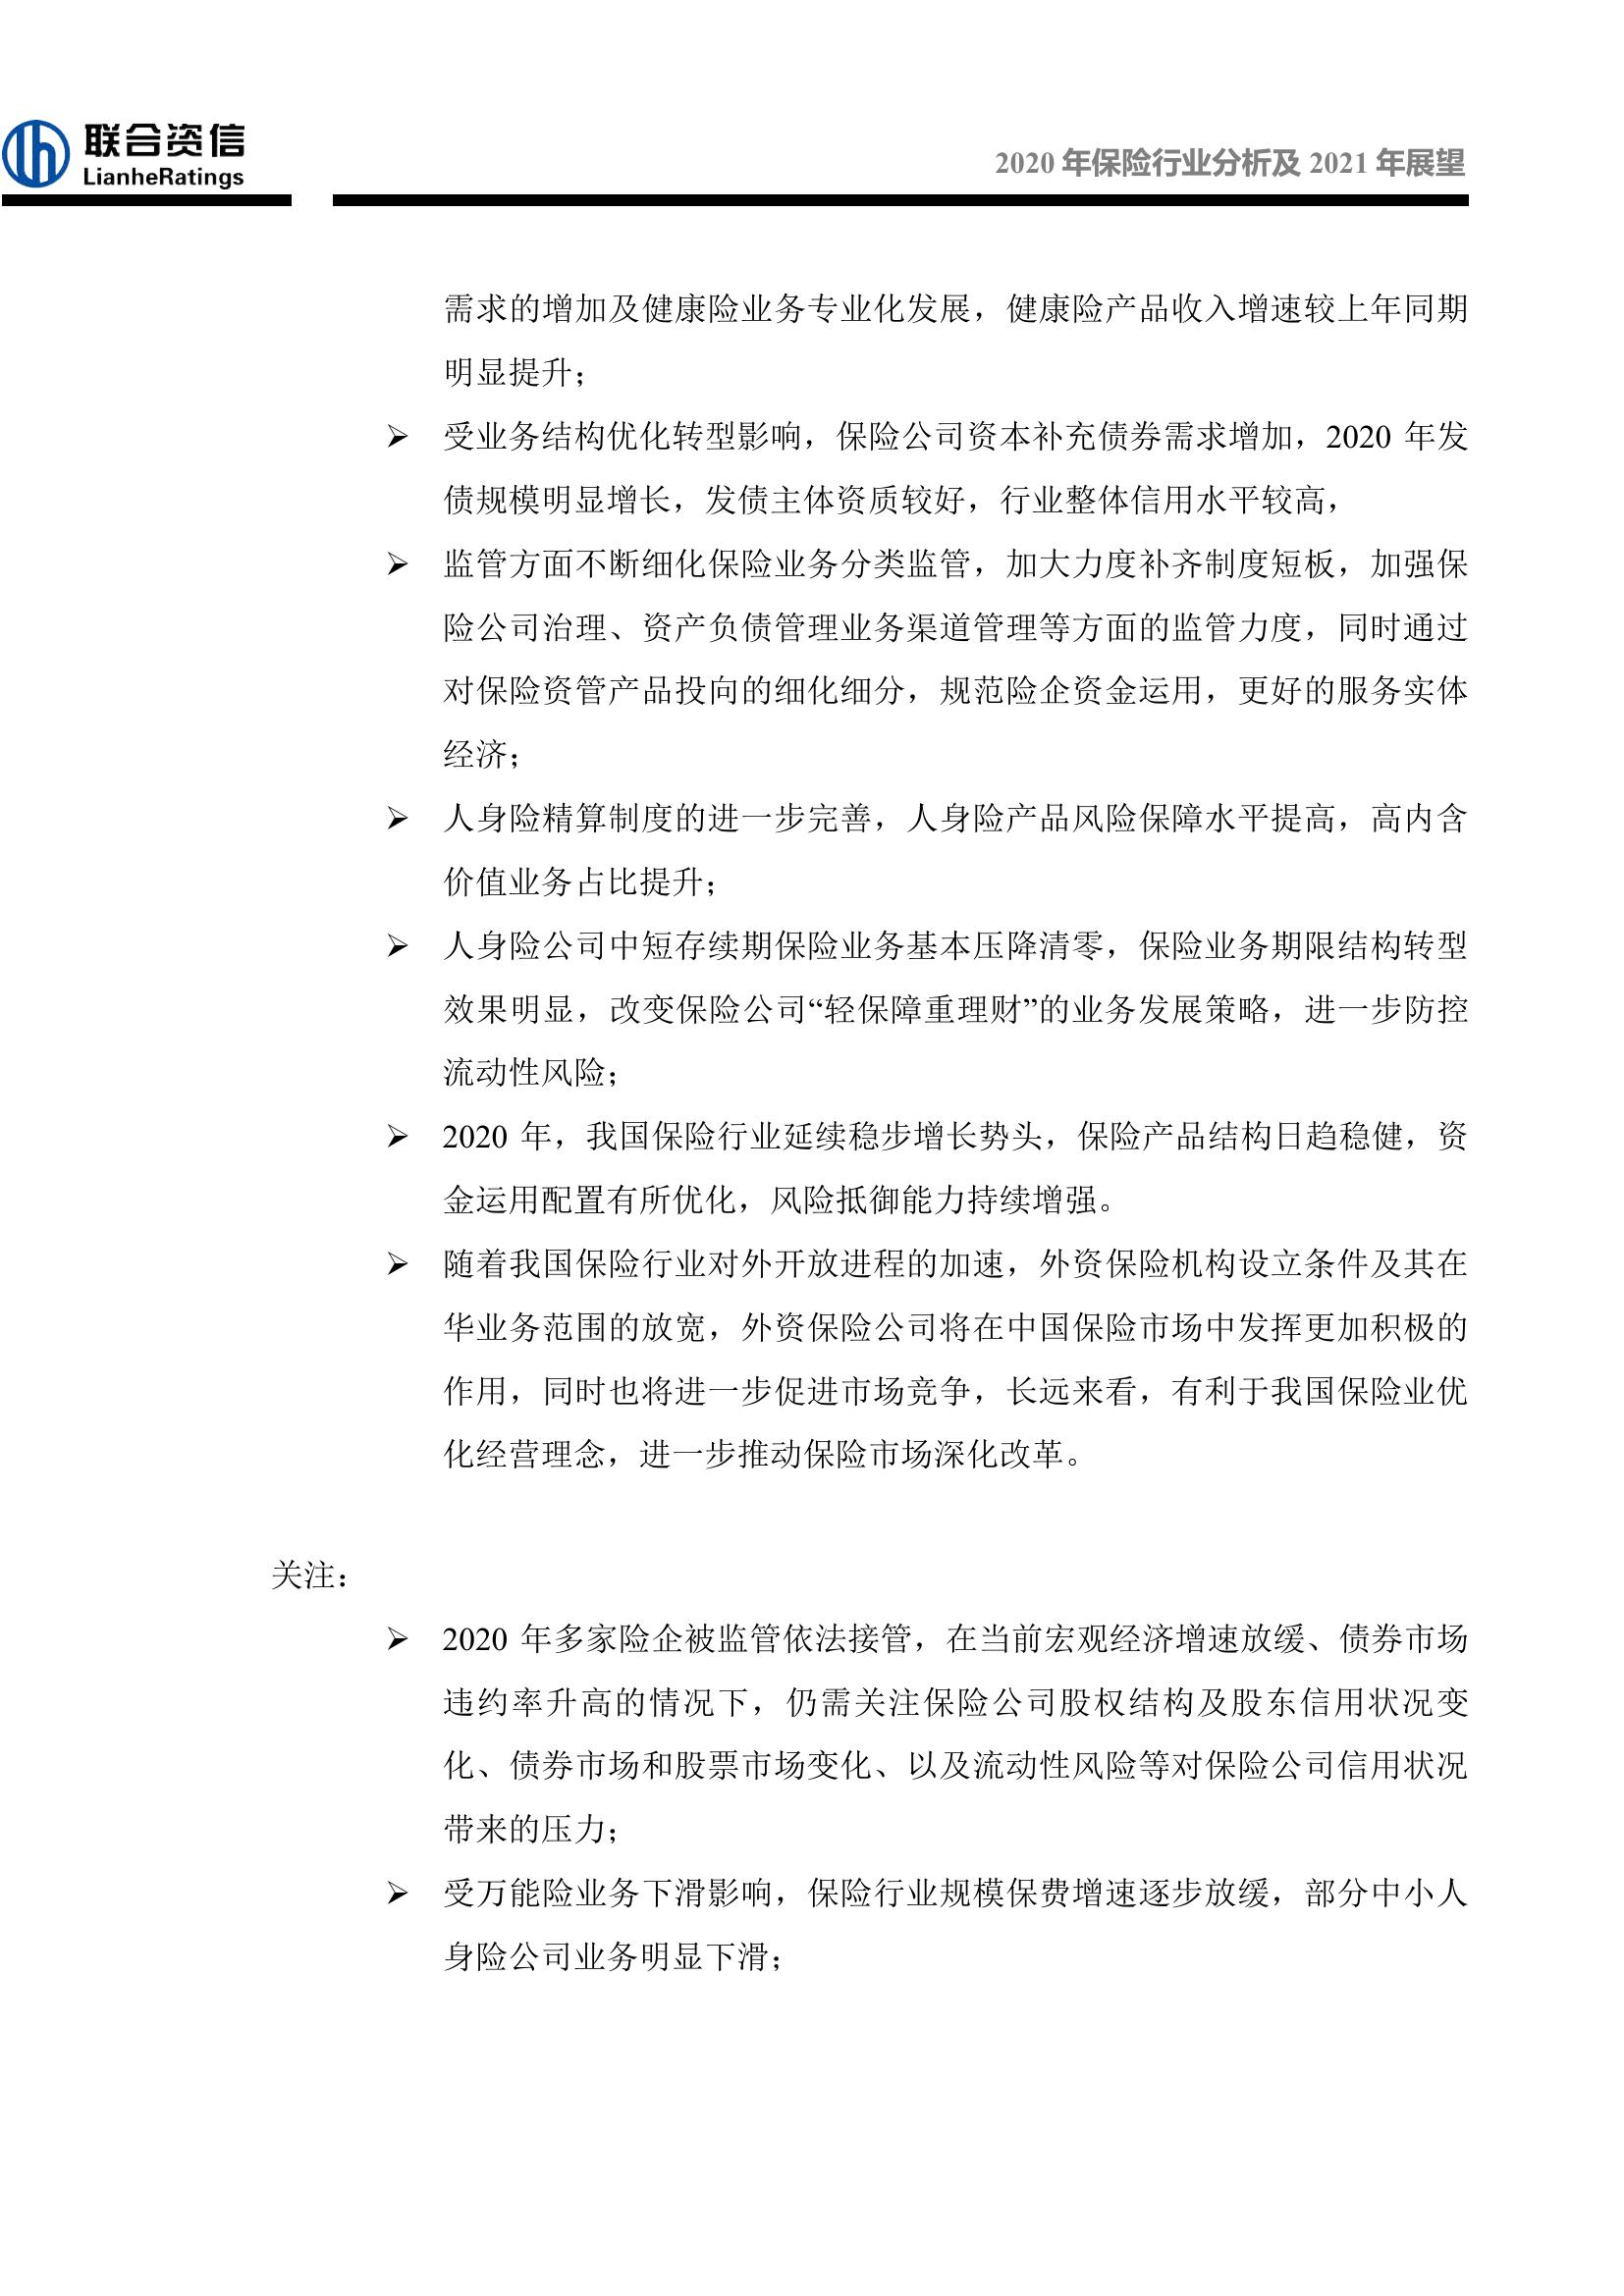 联合资信
LianheRatings
2020 年保险行业分析及 2021 年展望
需求的增加及健康险业务专业化发展，健康险产品收入增速较上年同期
明显提升；
➢ 受业务结构优化转型影响，保险公司资本补充债券需求增加，2020 年发
债规模明显增长，发债主体资质较好，行业整体信用水平较高，
➢ 监管方面不断细化保险业务分类监管，加大力度补齐制度短板，加强保
险公司治理、资产负债管理业务渠道管理等方面的监管力度，同时通过
对保险资管产品投向的细化细分，规范险企资金运用，更好的服务实体
经济；
➢ 人身险精算制度的进一步完善，人身险产品风险保障水平提高，高内含
价值业务占比提升；
➢ 人身险公司中短存续期保险业务基本压降清零，保险业务期限结构转型
效果明显，改变保险公司“轻保障重理财”的业务发展策略，进一步防控
流动性风险；
➢ 2020 年，我国保险行业延续稳步增长势头，保险产品结构日趋稳健，资
金运用配置有所优化，风险抵御能力持续增强。
➢ 随着我国保险行业对外开放进程的加速，外资保险机构设立条件及其在
华业务范围的放宽，外资保险公司将在中国保险市场中发挥更加积极的
作用，同时也将进一步促进市场竞争，长远来看，有利于我国保险业优
化经营理念，进一步推动保险市场深化改革。
关注：
➢ 2020 年多家险企被监管依法接管，在当前宏观经济增速放缓、债券市场
违约率升高的情况下，仍需关注保险公司股权结构及股东信用状况变
化、债券市场和股票市场变化、以及流动性风险等对保险公司信用状况
带来的压力；
➢ 受万能险业务下滑影响，保险行业规模保费增速逐步放缓，部分中小人
身险公司业务明显下滑；